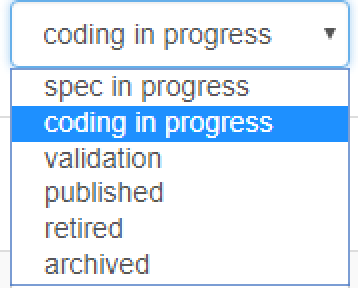 coding in progress
spec in progress
coding in progress
validation
published
retired
archived